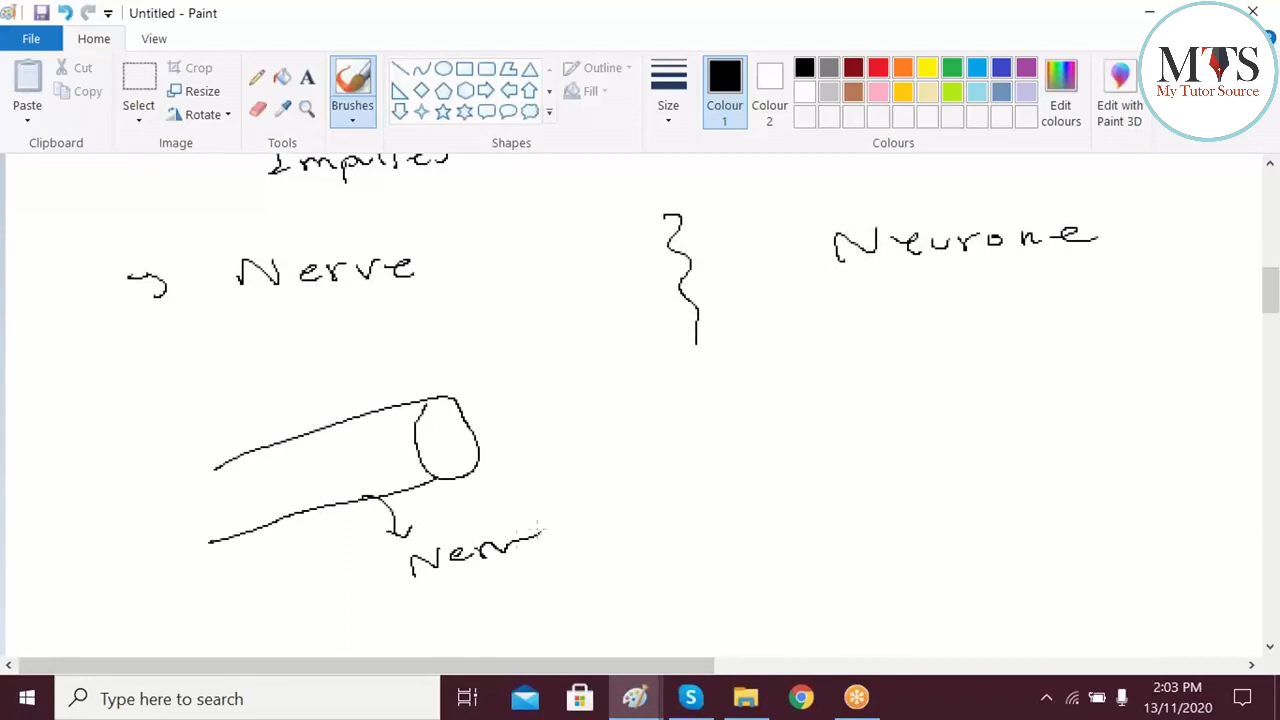 Untitled - Paint
File Home View
Cut
Copy
Paste
Clipboard
Select
Crop
Resize
Rotate
Image
Tools
Brushes
Outline
Fill
Shapes
Size
Colour 1
Colour 2
Edit colours
Edit with Paint 3D
Colours
MTS
My Tutor Source
Impulses
Nerve
Neurone
Type here to search
2:03 PM
13/11/2020